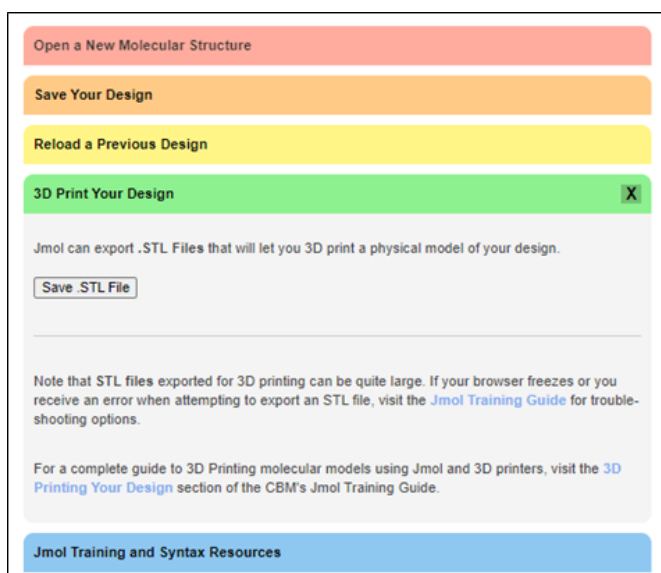 Open a New Molecular Structure
Save Your Design
Reload a Previous Design
3D Print Your Design
X
Jmol can export .STL Files that will let you 3D print a physical model of your design.
Save .STL File
Note that STL files exported for 3D printing can be quite large. If your browser freezes or you
receive an error when attempting to export an STL file, visit the Jmol Training Guide for trouble-
shooting options.
For a complete guide to 3D Printing molecular models using Jmol and 3D printers, visit the 3D
Printing Your Design section of the CBM's Jmol Training Guide.
Jmol Training and Syntax Resources